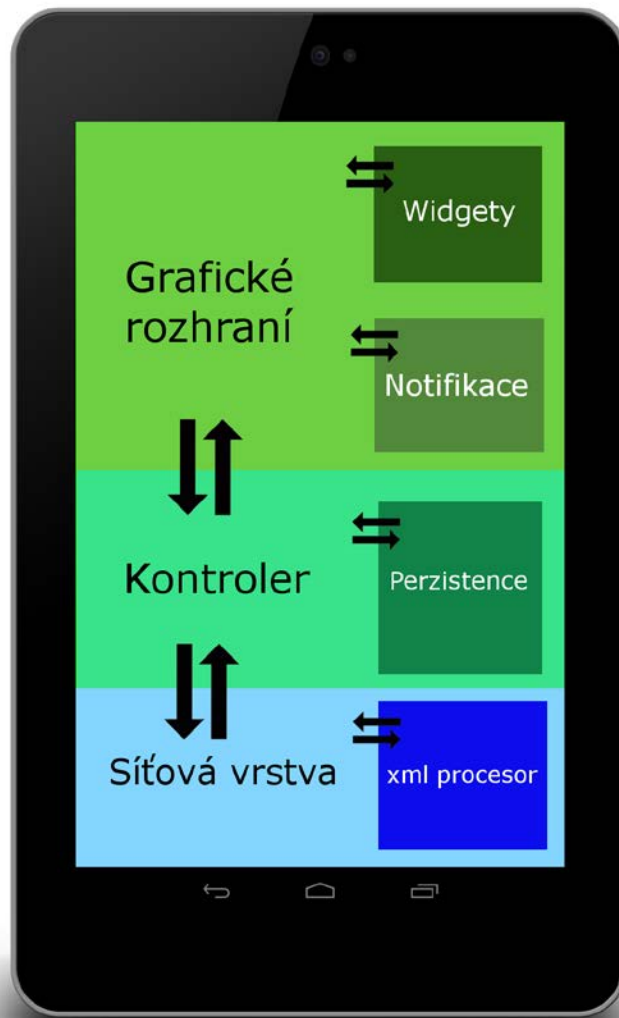 Widgety
Grafické
rozhraní
Notifikace
Kontroler
Perzistence
Síťová vrstva
xml procesor